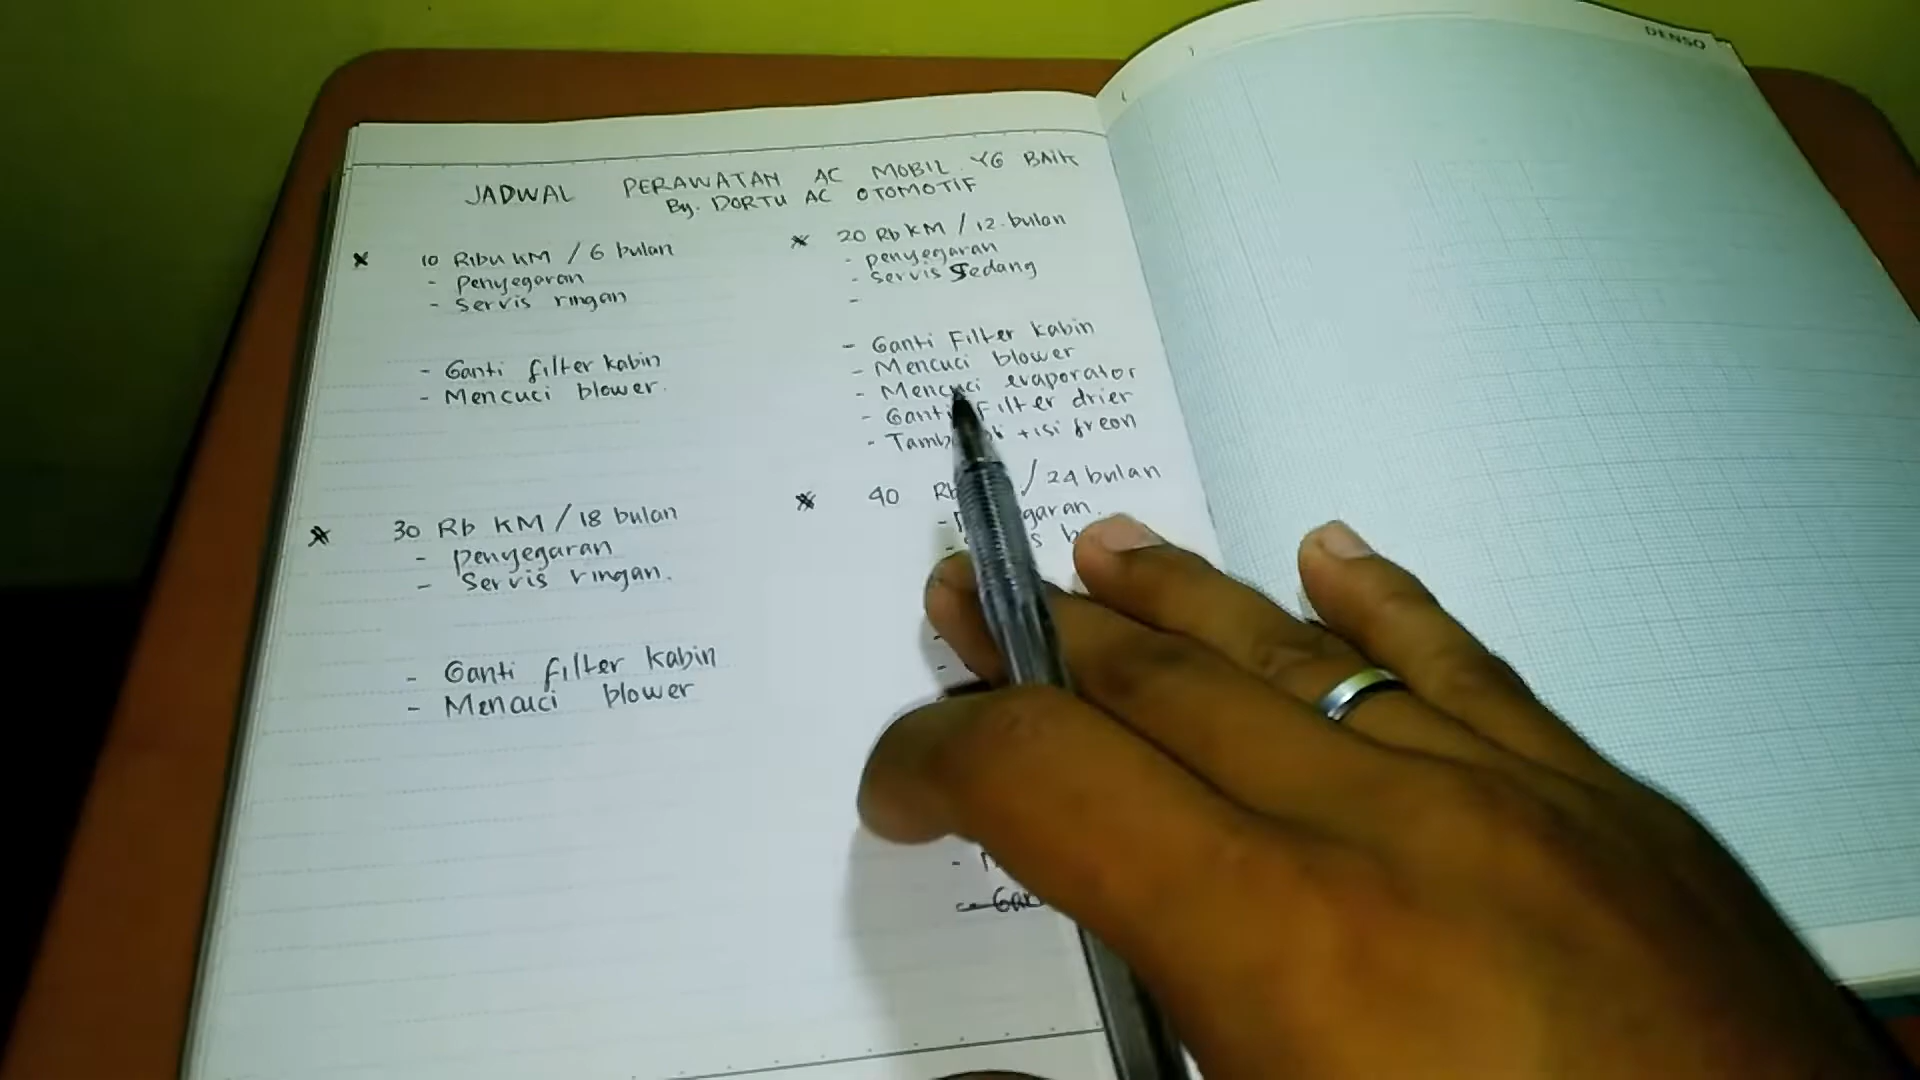 DENSO
JADWAL PERAWATAN AC MOBIL YG BAIK
By. DORTU AC OTOMOTIF
10 Ribu KM / 6 bulan
- Penyegaran
- Servis ringan
- Ganti filter kabin
- Mencuci blower.
20 Rb KM / 12 bulan
- penyegaran
- Servis Sedang
-
- Ganti Filter kabin
- Mencuci blower
- Mencuci evaporator
- Ganti Filter drier
- +isi freon
30 Rb KM / 18 bulan
- Penyegaran
- Servis ringan.
- Ganti filter kabin
- Mencuci blower
40 / 24 bulan